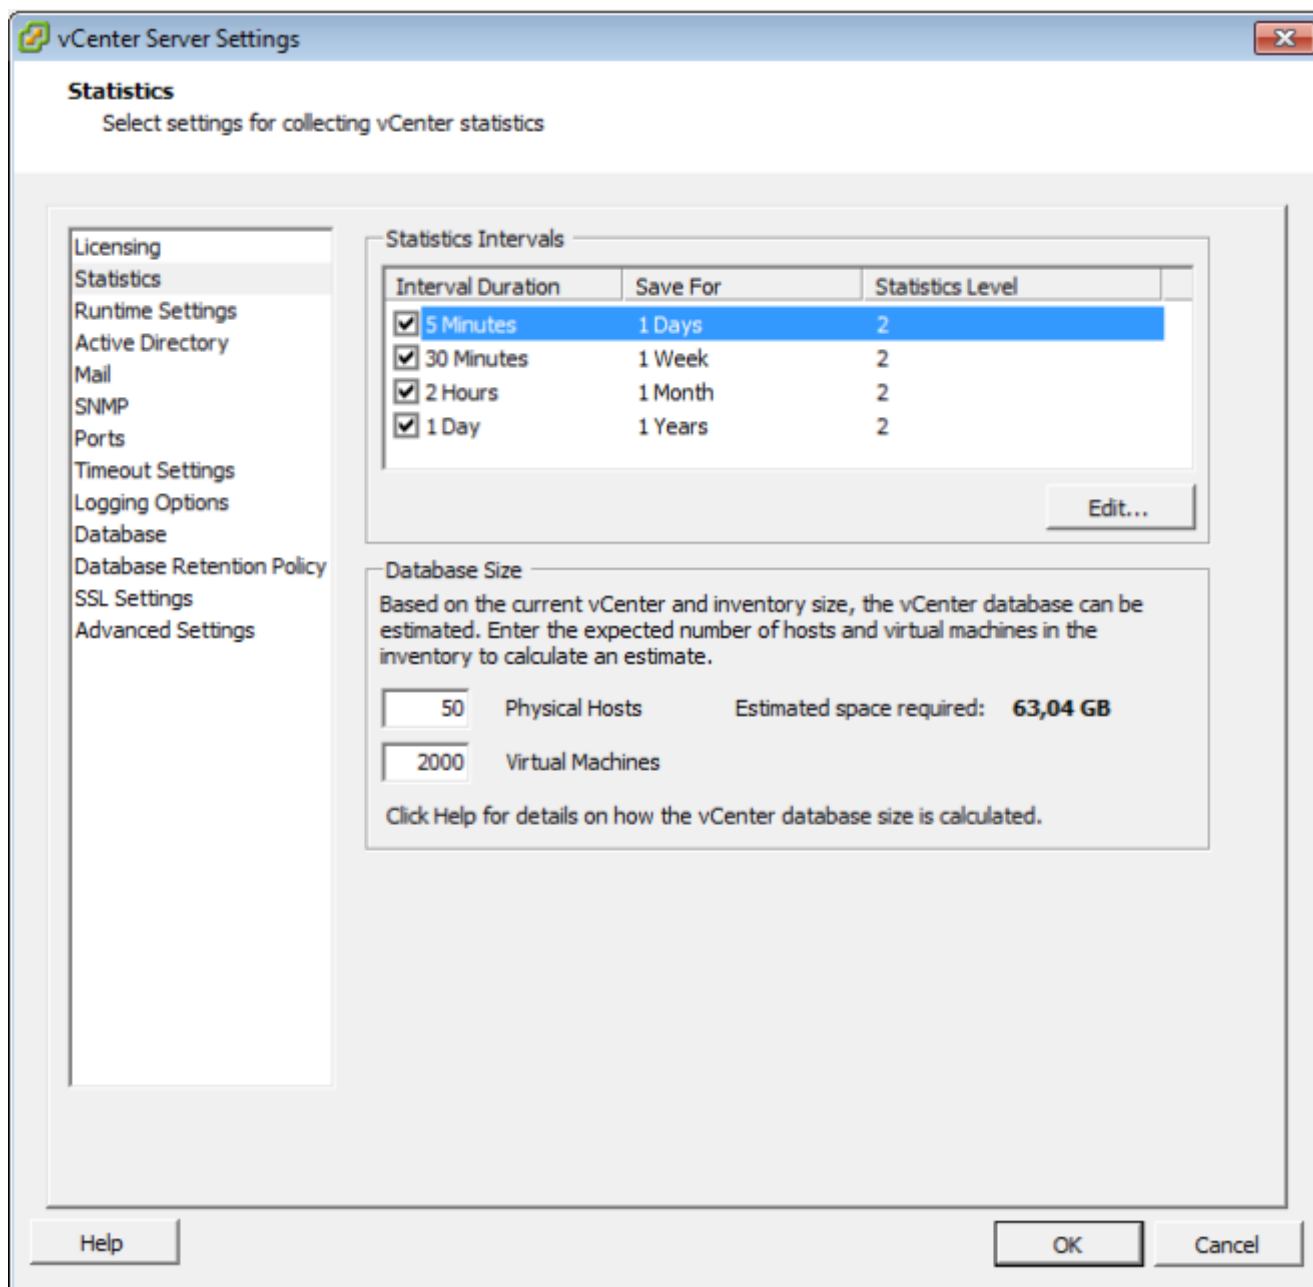 vCenter Server Settings
Statistics
Select settings for collecting vCenter statistics
Licensing
Statistics
Runtime Settings
Active Directory
Mail
SNMP
Ports
Timeout Settings
Logging Options
Database
Database Retention Policy
SSL Settings
Advanced Settings
Statistics Intervals
Interval Duration Save For Statistics Level
5 Minutes 1 Days 2
30 Minutes 1 Week 2
2 Hours 1 Month 2
1 Day 1 Years 2
Edit...
Database Size
Based on the current vCenter and inventory size, the vCenter database can be
estimated. Enter the expected number of hosts and virtual machines in the
inventory to calculate an estimate.
50 Physical Hosts Estimated space required: 63,04 GB
2000 Virtual Machines
Click Help for details on how the vCenter database size is calculated.
Help OK Cancel